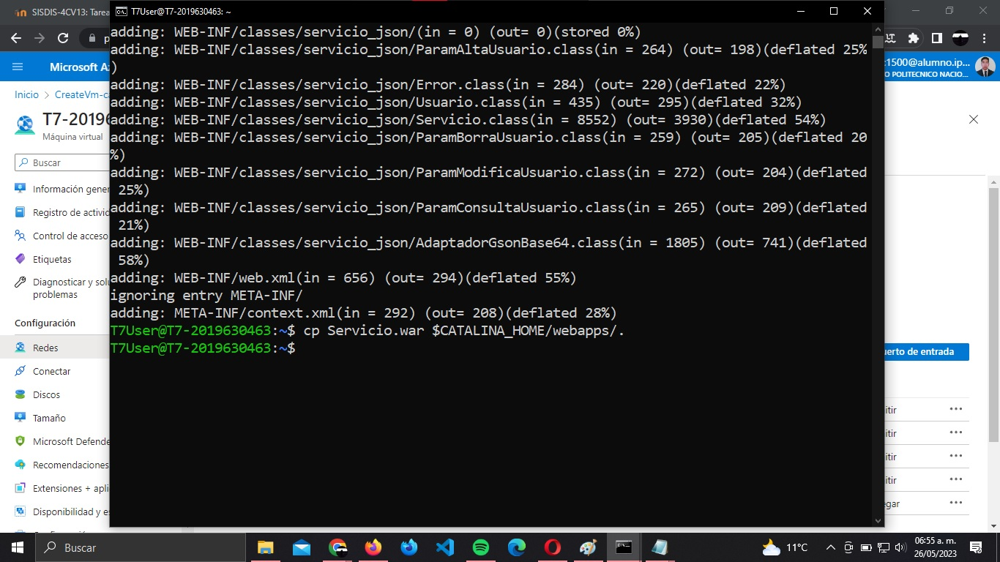 SISDIS-4CV13: Tarea
T7User@T7-2019630463: ~
Microsoft Az
:1500@alumno.ip...
O POLITECNICO NACIO...
Inicio > CreateVm-ca
T7-20196
Máquina virtual
Buscar
Información gener
Registro de activid
Control de acceso
Etiquetas
Diagnosticar y solu
problemas
Configuración
Redes
Conectar
Discos
Tamaño
Microsoft Defende
Recomendaciones
Extensiones + apli
Disponibilidad y es
adding: WEB-INF/classes/servicio_json/(in = 0) (out= 0)(stored 0%)
adding: WEB-INF/classes/servicio_json/ParamAltaUsuario.class(in = 264) (out= 198)(deflated 25%
)
adding: WEB-INF/classes/servicio_json/Error.class(in = 284) (out= 220)(deflated 22%)
adding: WEB-INF/classes/servicio_json/Usuario.class(in = 435) (out= 295)(deflated 32%)
adding: WEB-INF/classes/servicio_json/Servicio.class(in = 8552) (out= 3930)(deflated 54%)
adding: WEB-INF/classes/servicio_json/ParamBorraUsuario.class(in = 259) (out= 205)(deflated 20
%)
adding: WEB-INF/classes/servicio_json/ParamModificaUsuario.class(in = 272) (out= 204)(deflated
25%)
adding: WEB-INF/classes/servicio_json/ParamConsultaUsuario.class(in = 265) (out= 209)(deflated
21%)
adding: WEB-INF/classes/servicio_json/AdaptadorGsonBase64.class(in = 1805) (out= 741)(deflated
58%)
adding: WEB-INF/web.xml(in = 656) (out= 294)(deflated 55%)
ignoring entry META-INF/
adding: META-INF/context.xml(in = 292) (out= 208)(deflated 28%)
T7User@T7-2019630463:~$ cp Servicio.war $CATALINA_HOME/webapps/.
T7User@T7-2019630463:~$
uerto de entrada
itir
itir
itir
itir
egar
Buscar
11°C
06:55 a. m.
26/05/2023